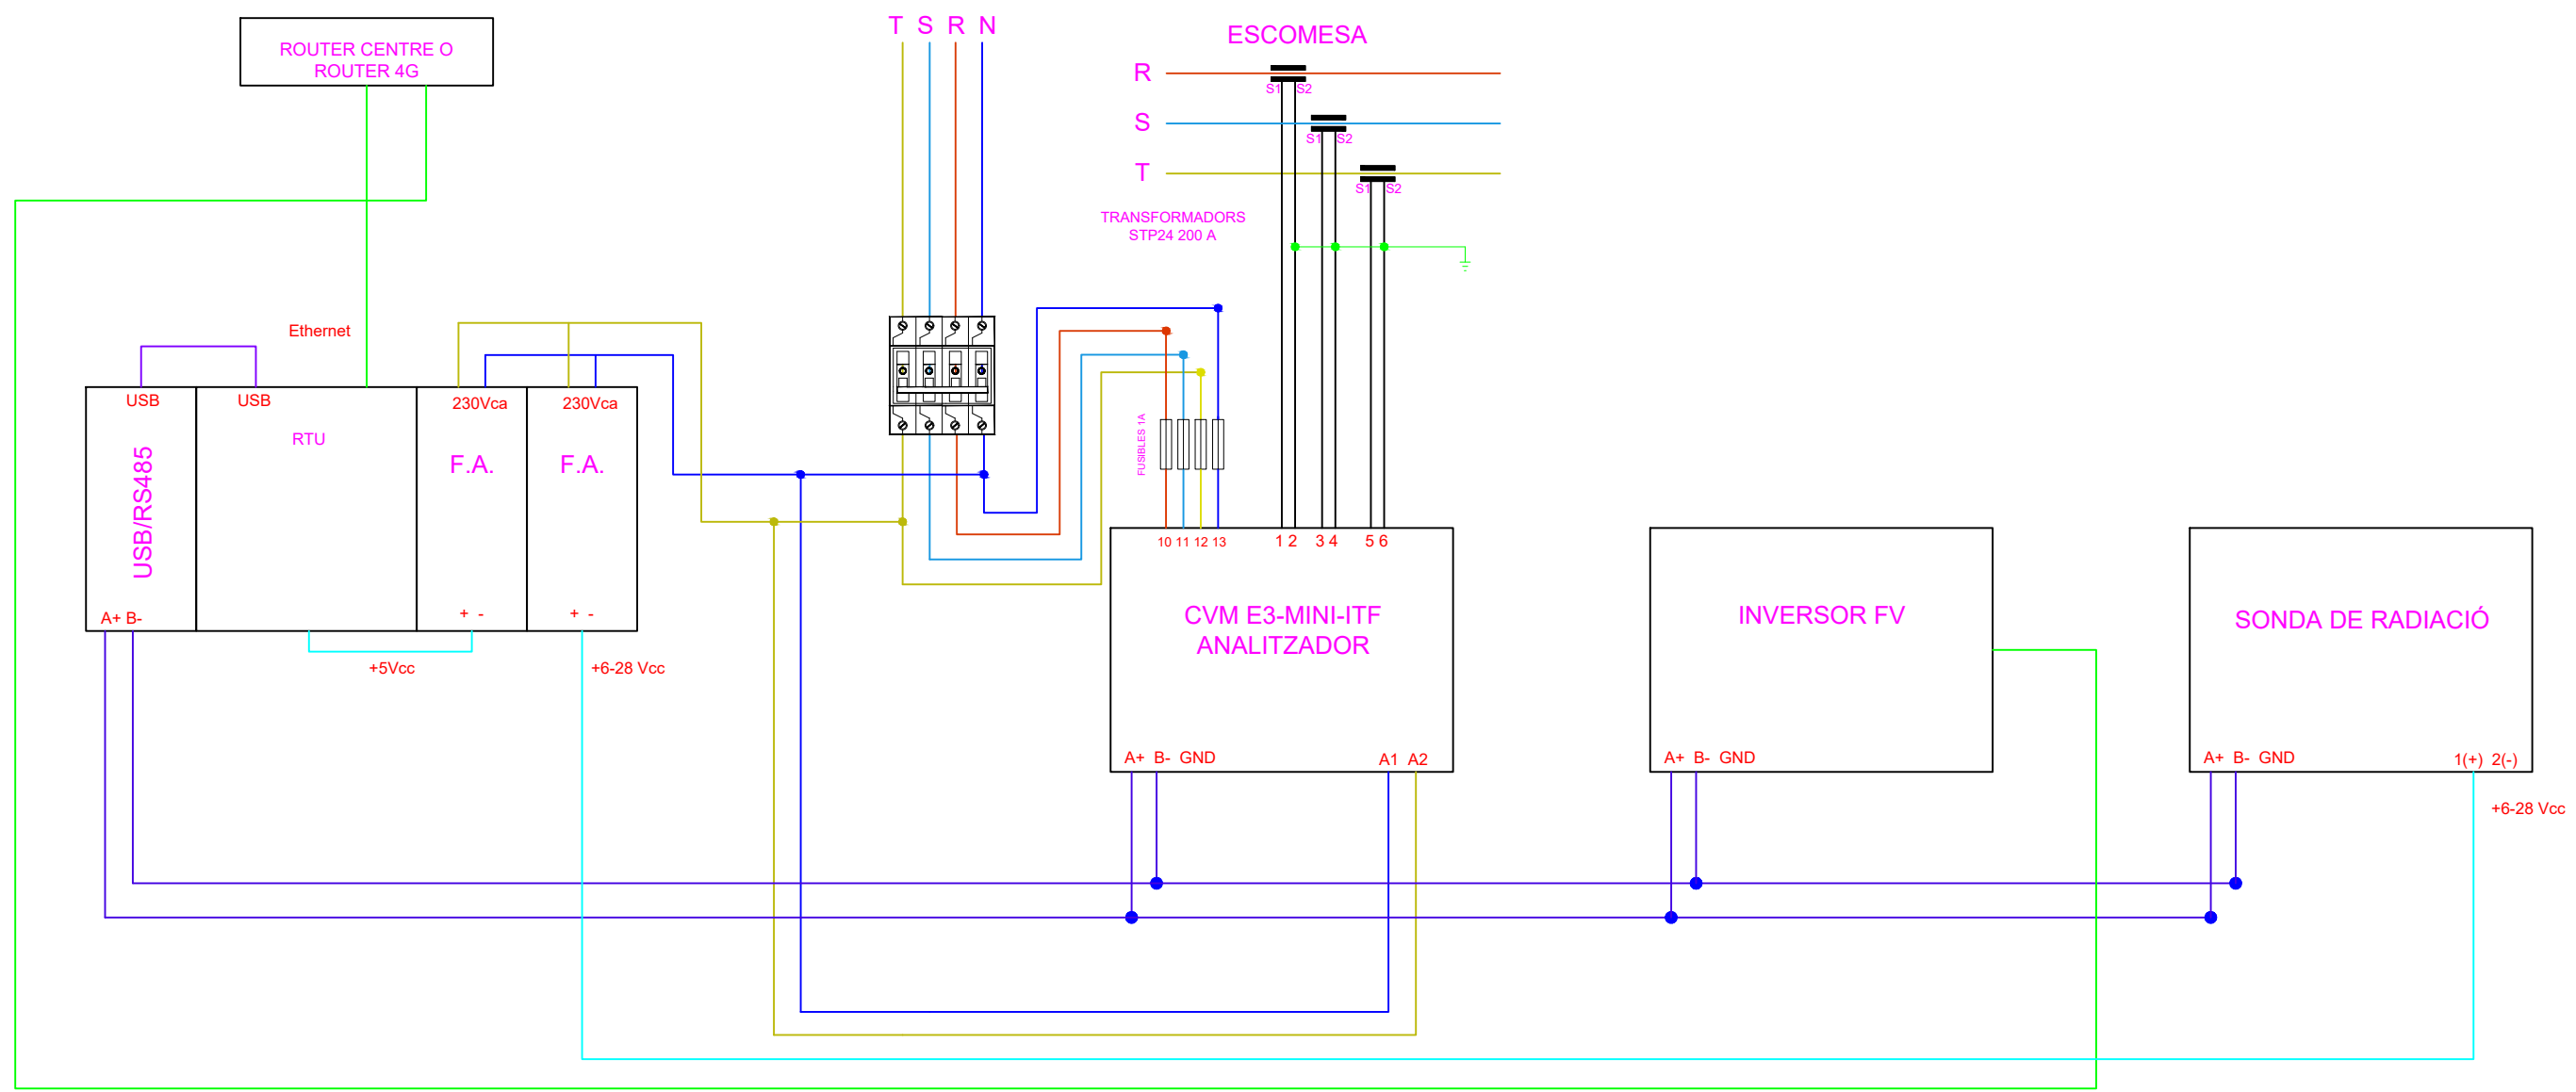 ROUTER CENTRE O
ROUTER 4G
T S R N
ESCOMESA
R
S1 S2
S
S1 S2
T
S1 S2
TRANSFORMADORS
STP24 200 A
Ethernet
USB
USB
230Vca
230Vca
RTU
USB/RS485
F.A.
F.A.
A+ B-
+ -
+ -
+5Vcc
+6-28 Vcc
FUSIBLES 1A
10 11 12 13
1 2
3 4
5 6
CVM E3-MINI-ITF
ANALITZADOR
A+ B- GND
A1 A2
INVERSOR FV
A+ B- GND
SONDA DE RADIACIÓ
A+ B- GND
1(+) 2(-)
+6-28 Vcc